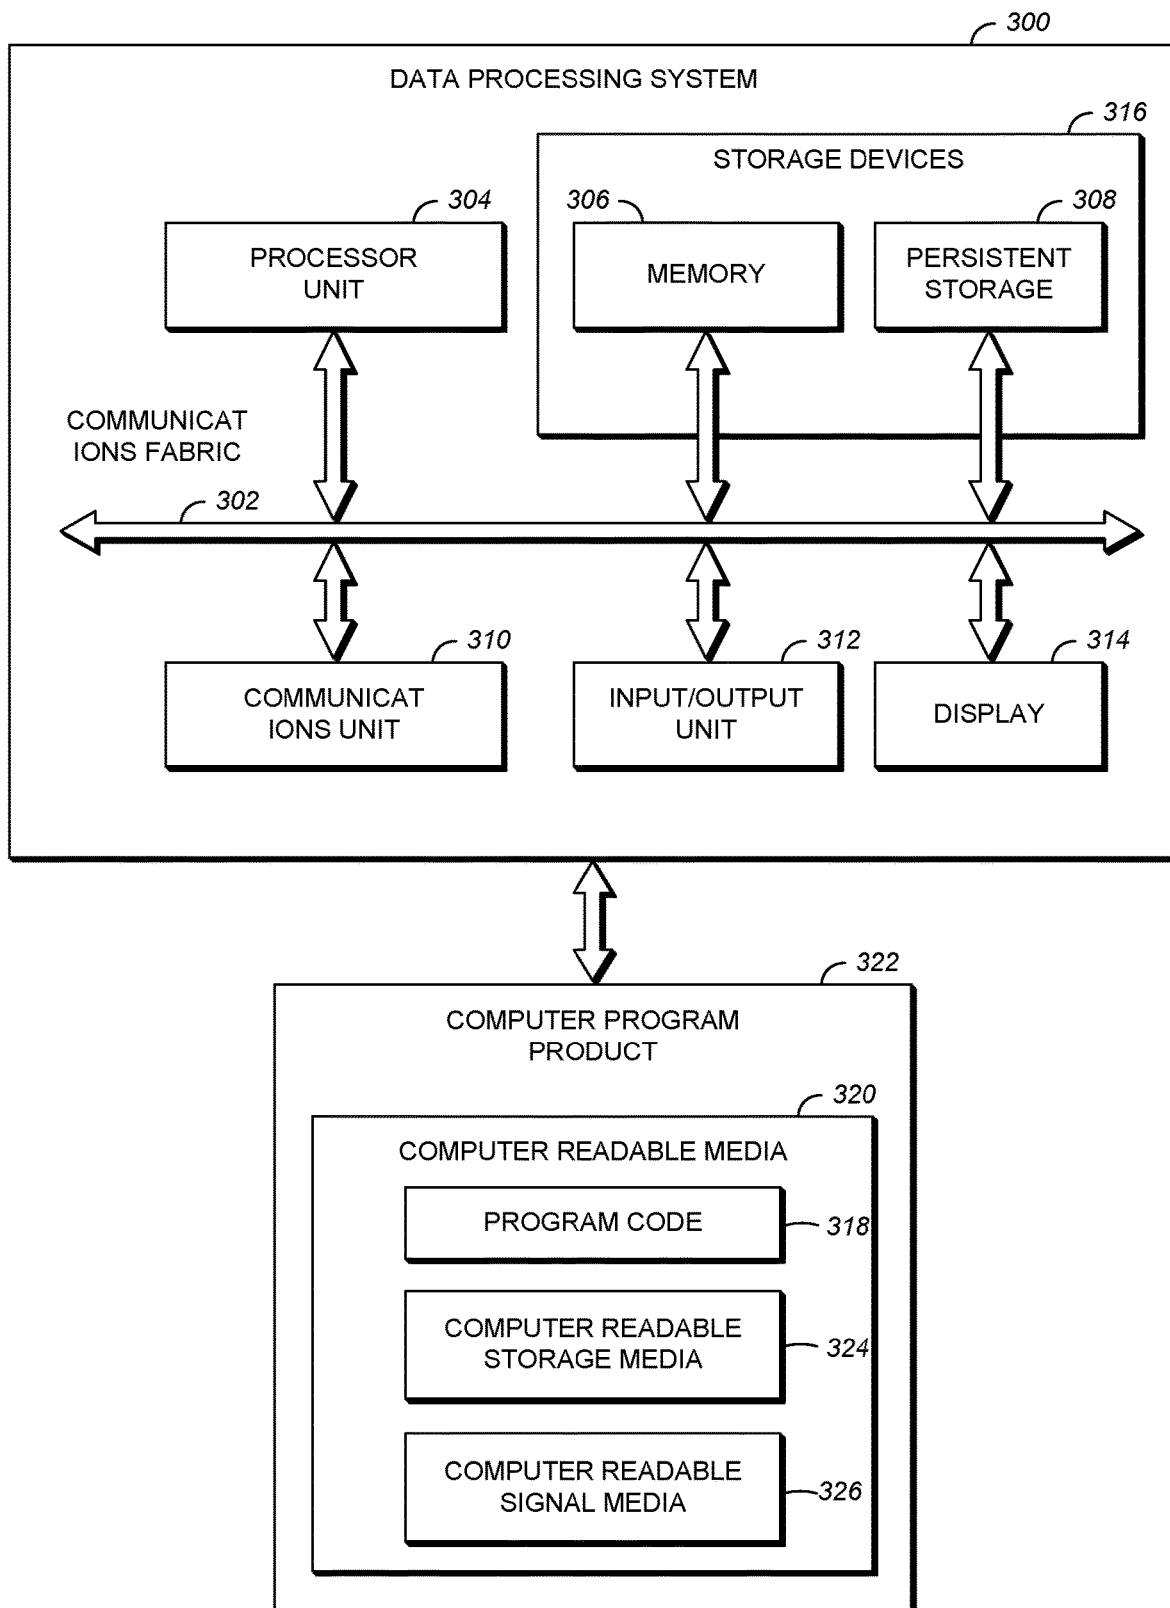 300
DATA PROCESSING SYSTEM
316
STORAGE DEVICES
304
306
308
PROCESSOR
UNIT
MEMORY
PERSISTENT
STORAGE
COMMUNICAT
IONS FABRIC
302
310
312
314
COMMUNICAT
IONS UNIT
INPUT/OUTPUT
UNIT
DISPLAY
322
COMPUTER PROGRAM
PRODUCT
320
COMPUTER READABLE MEDIA
PROGRAM CODE
318
COMPUTER READABLE
STORAGE MEDIA
324
COMPUTER READABLE
SIGNAL MEDIA
326